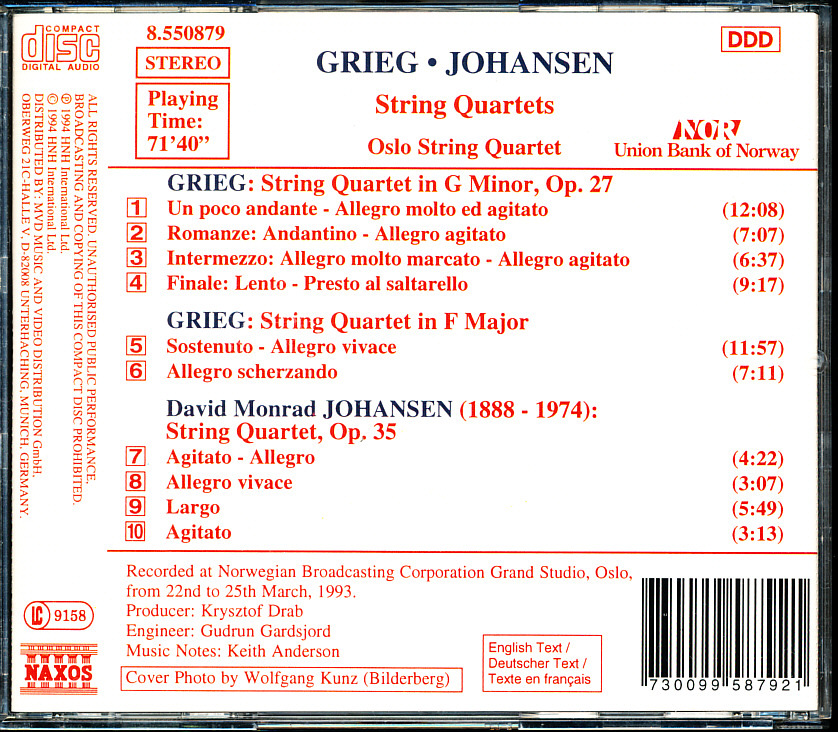 COMPACT
disc
DIGITAL AUDIO
8.550879
STEREO
Playing
Time:
71'40”
GRIEG • JOHANSEN
String Quartets
Oslo String Quartet
DDD
NOR
Union Bank of Norway
GRIEG: String Quartet in G Minor, Op. 27
1 Un poco andante - Allegro molto ed agitato (12:08)
2 Romanze: Andantino - Allegro agitato (7:07)
3 Intermezzo: Allegro molto marcato - Allegro agitato (6:37)
4 Finale: Lento - Presto al saltarello (9:17)
GRIEG: String Quartet in F Major
5 Sostenuto - Allegro vivace (11:57)
6 Allegro scherzando (7:11)
David Monrad JOHANSEN (1888 - 1974):
String Quartet, Op. 35
7 Agitato - Allegro (4:22)
8 Allegro vivace (3:07)
9 Largo (5:49)
10 Agitato (3:13)
Recorded at Norwegian Broadcasting Corporation Grand Studio, Oslo,
from 22nd to 25th March, 1993.
Producer: Krysztof Drab
Engineer: Gudrun Gardsjord
Music Notes: Keith Anderson
Cover Photo by Wolfgang Kunz (Bilderberg)
English Text /
Deutscher Text /
Texte en français
7 30099 58792 1
ALL RIGHTS RESERVED. UNAUTHORISED PUBLIC PERFORMANCE,
BROADCASTING AND COPYING OF THIS COMPACT DISC PROHIBITED.
℗ 1994 HNH International Ltd.
© 1994 HNH International Ltd.
DISTRIBUTED BY: MVD MUSIC AND VIDEO DISTRIBUTION GmbH,
OBERWEG 21C-HALLE V. D-82008 UNTERHACHING, MUNICH, GERMANY.
LC 9158
NAXOS